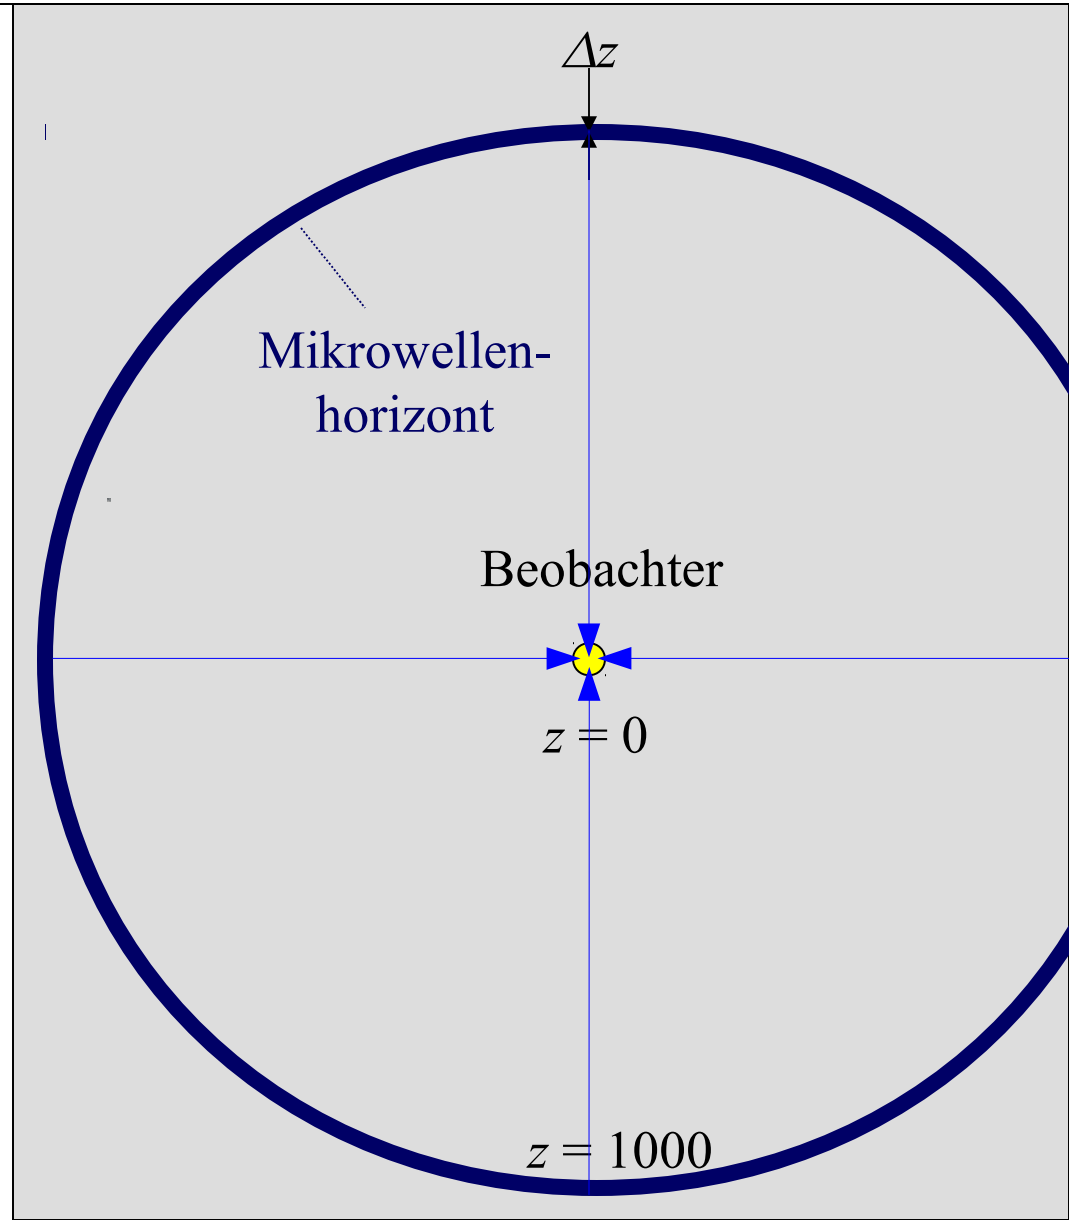 Δz
Mikrowellen-
horizont
Beobachter
z = 0
z = 1000